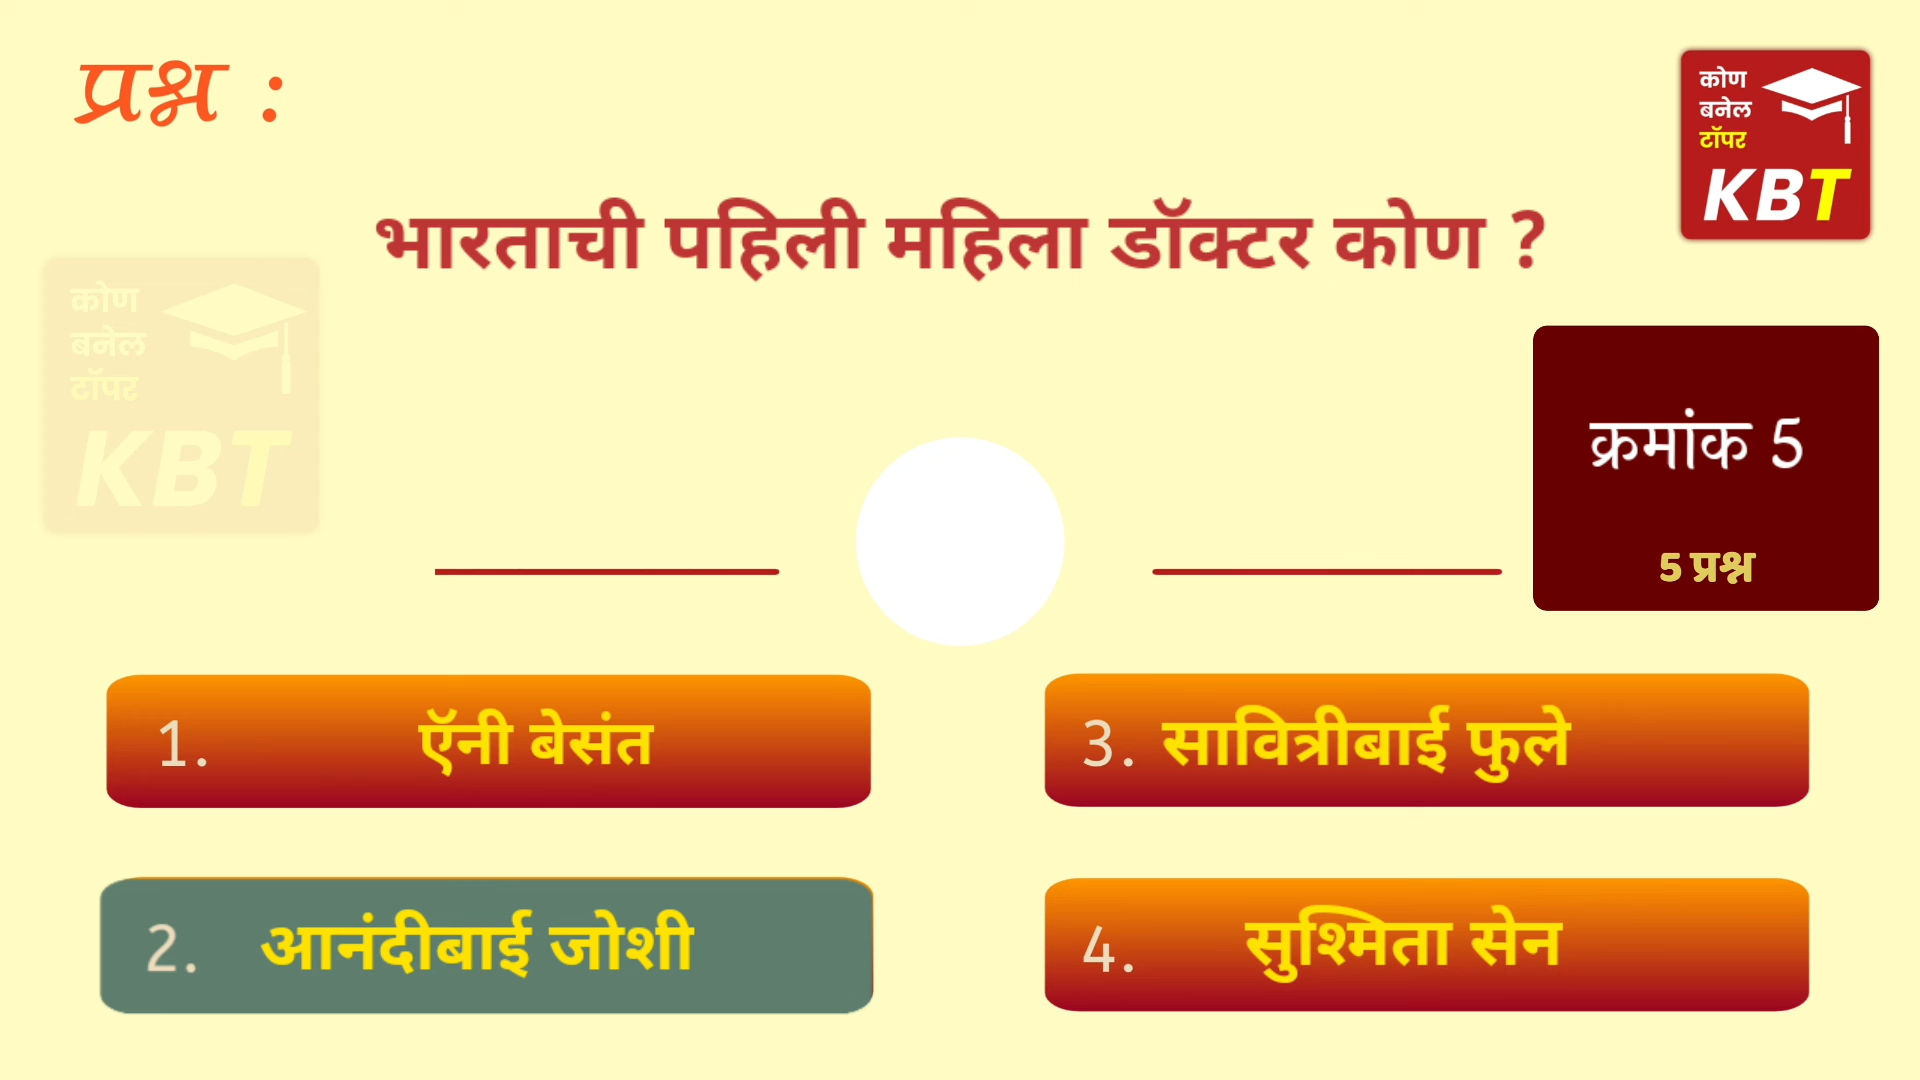 प्रश्न :
कोण
बनेल
टॉपर
KBT
भारताची पहिली महिला डॉक्टर कोण ?
कोण
बनेल
टॉपर
KBT
क्रमांक 5
5 प्रश्न
1. ऍनी बेसंत
3. सावित्रीबाई फुले
2. आनंदीबाई जोशी
4. सुश्मिता सेन